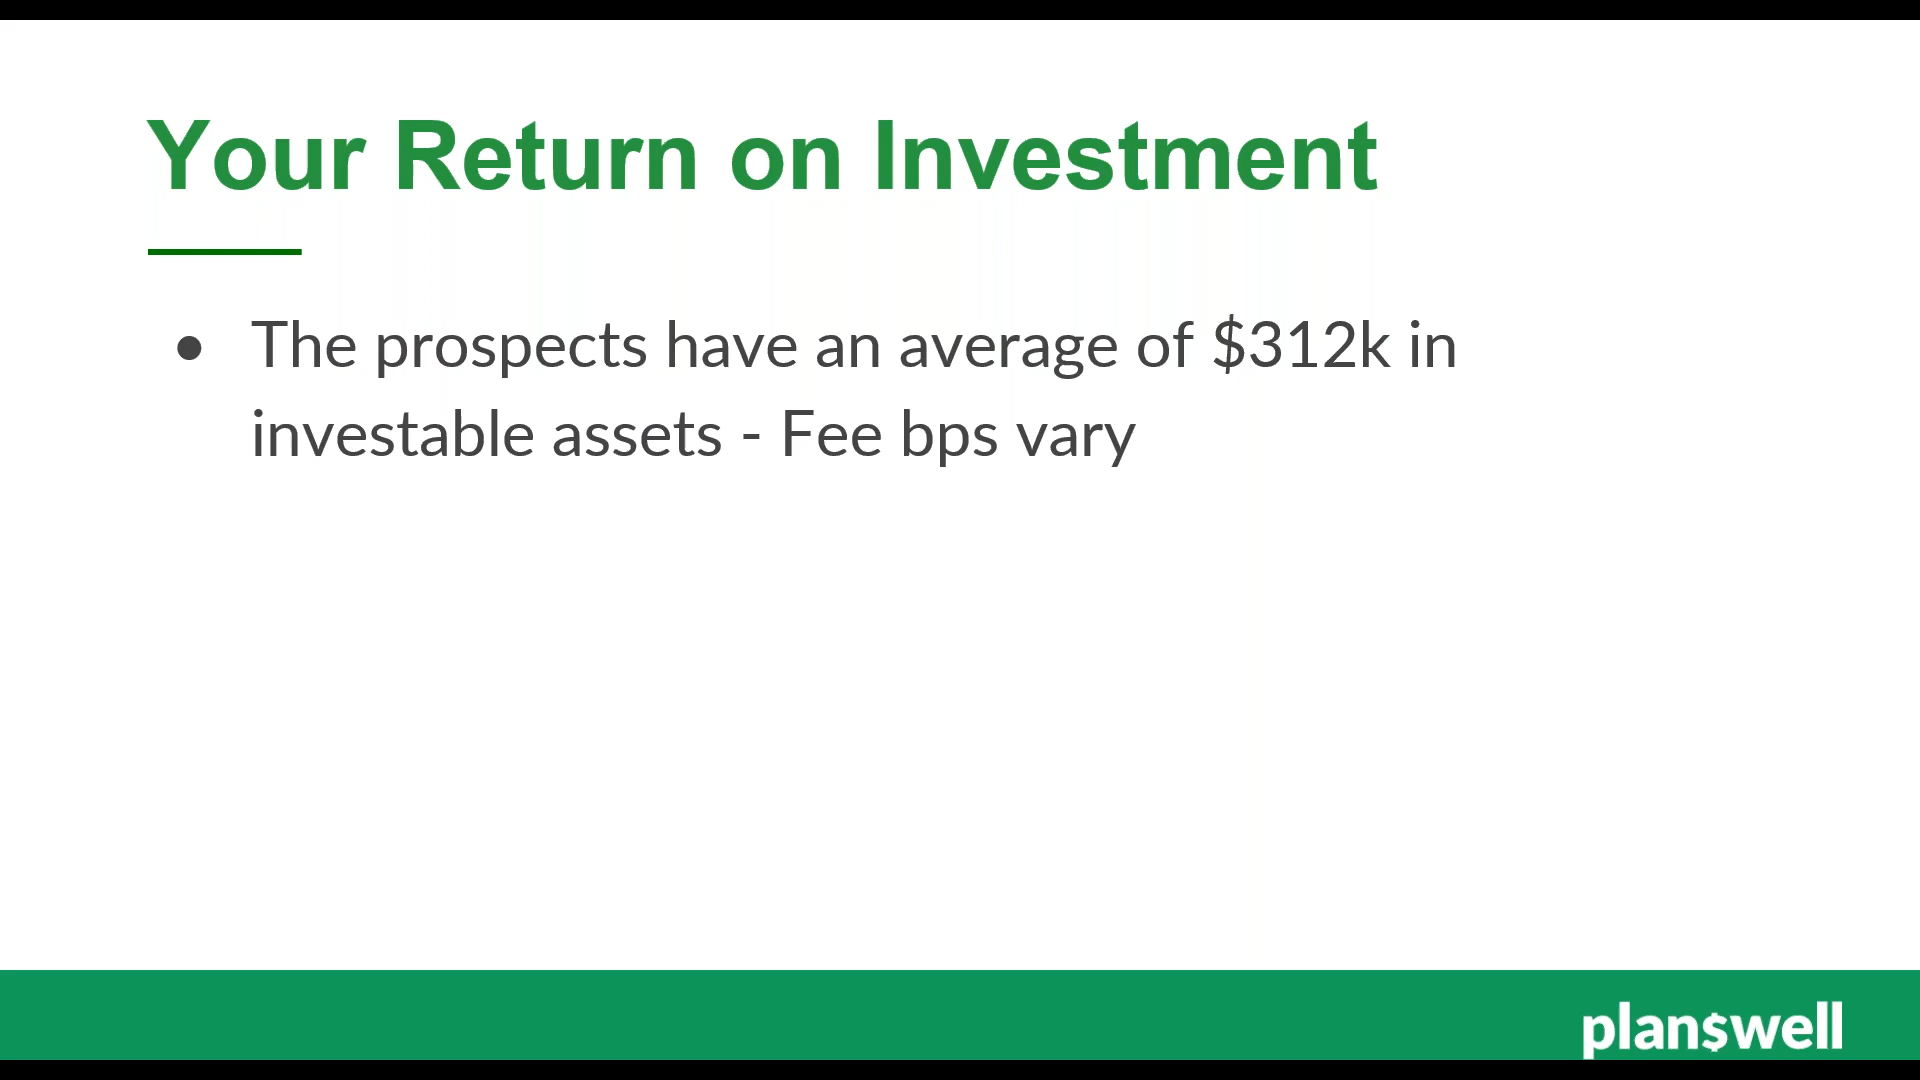 Your Return on Investment
● The prospects have an average of $312k in
investable assets - Fee bps vary
plan$well